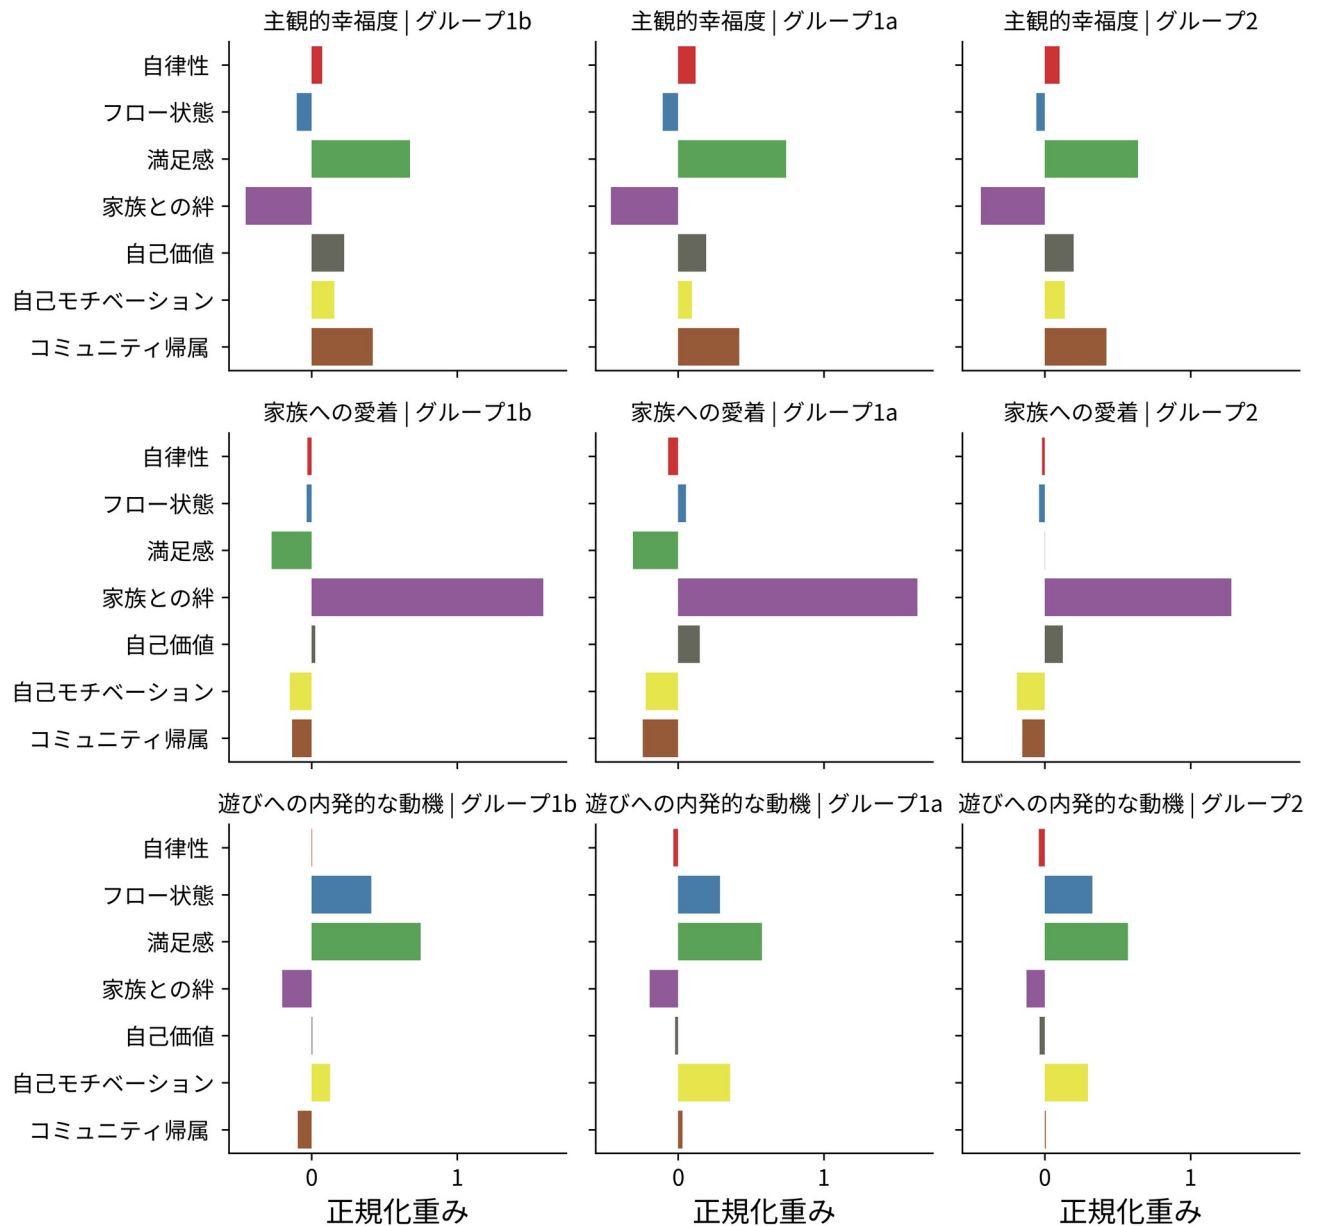 主観的幸福度 | グループ1b
主観的幸福度 | グループ1a
主観的幸福度 | グループ2
自律性
フロー状態
満足感
家族との絆
自己価値
自己モチベーション
コミュニティ帰属
家族への愛着 | グループ1b
家族への愛着 | グループ1a
家族への愛着 | グループ2
自律性
フロー状態
満足感
家族との絆
自己価値
自己モチベーション
コミュニティ帰属
遊びへの内発的な動機 | グループ1b
遊びへの内発的な動機 | グループ1a
遊びへの内発的な動機 | グループ2
自律性
フロー状態
満足感
家族との絆
自己価値
自己モチベーション
コミュニティ帰属
0 1
0 1
0 1
正規化重み
正規化重み
正規化重み